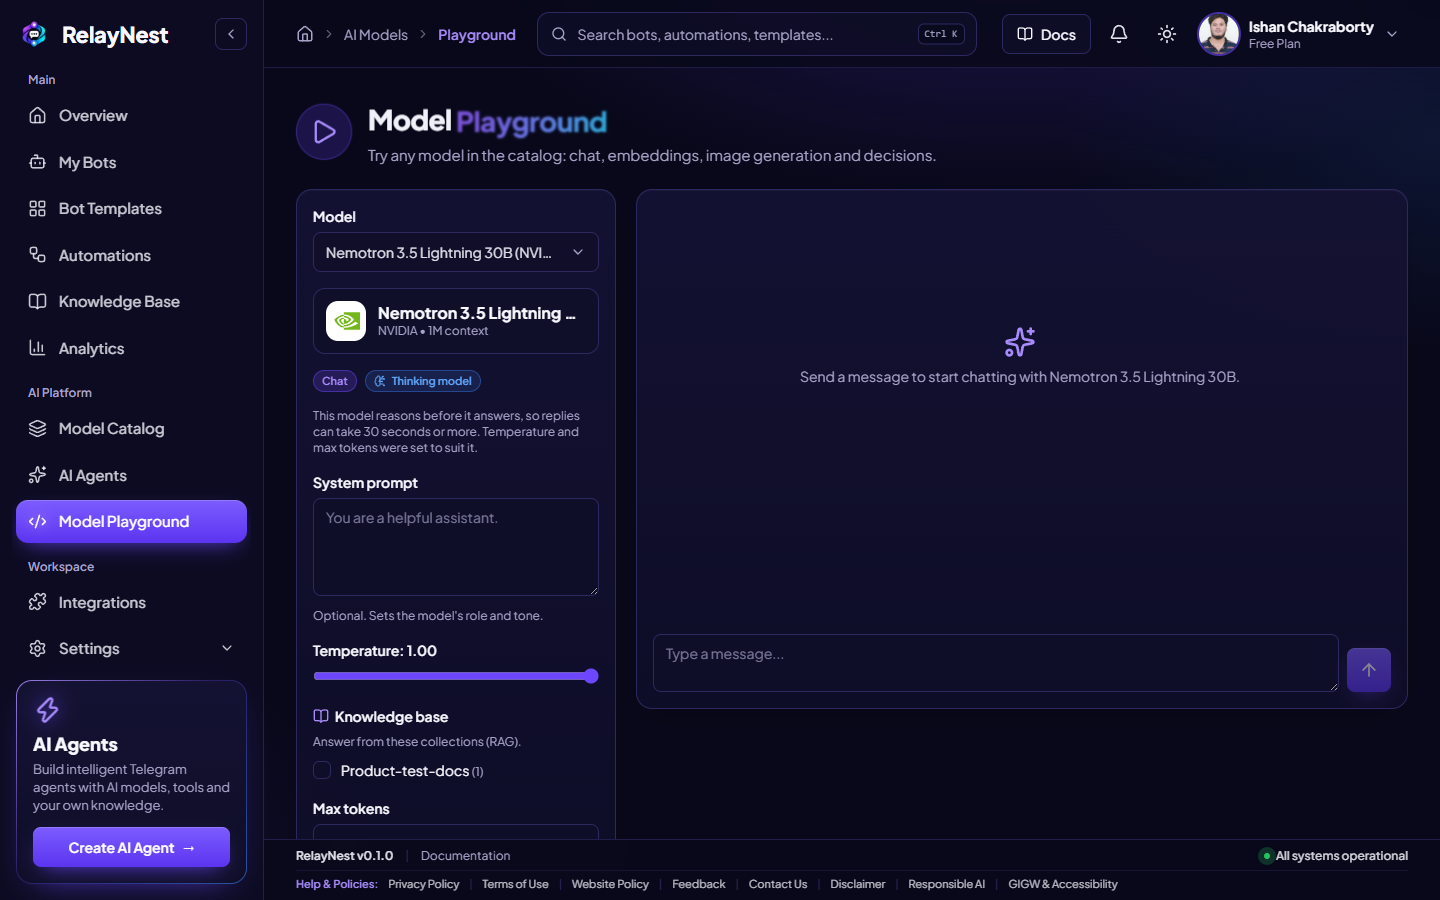 RelayNest
Main
Overview
My Bots
Bot Templates
Automations
Knowledge Base
Analytics
AI Platform
Model Catalog
AI Agents
Model Playground
Workspace
Integrations
Settings
AI Agents
Build intelligent Telegram
agents with AI models, tools and
your own knowledge.
Create AI Agent →
AI Models
Playground
Search bots, automations, templates...
Ctrl K
Docs
Ishan Chakraborty
Free Plan
Model Playground
Try any model in the catalog: chat, embeddings, image generation and decisions.
Model
Nemotron 3.5 Lightning 30B (NVI...
Nemotron 3.5 Lightning ...
NVIDIA • 1M context
Chat
Thinking model
This model reasons before it answers, so replies
can take 30 seconds or more. Temperature and
max tokens were set to suit it.
System prompt
You are a helpful assistant.
Optional. Sets the model's role and tone.
Temperature: 1.00
Knowledge base
Answer from these collections (RAG).
Product-test-docs (1)
Max tokens
Send a message to start chatting with Nemotron 3.5 Lightning 30B.
Type a message...
RelayNest v0.1.0
Documentation
All systems operational
Help & Policies:
Privacy Policy
Terms of Use
Website Policy
Feedback
Contact Us
Disclaimer
Responsible AI
GIGW & Accessibility